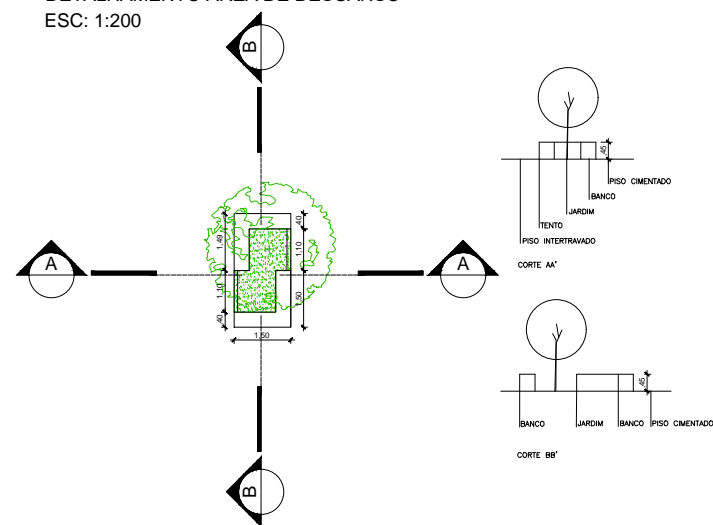 ESC: 1:200
B
A
A
B
.40
1,49
1,10
1,10
1,50
.40
1,50
.45
PISO CIMENTADO
BANCO
JARDIM
TENTO
PISO INTERTRAVADO
CORTE AA'
.45
BANCO
JARDIM
BANCO
PISO CIMENTADO
CORTE BB'